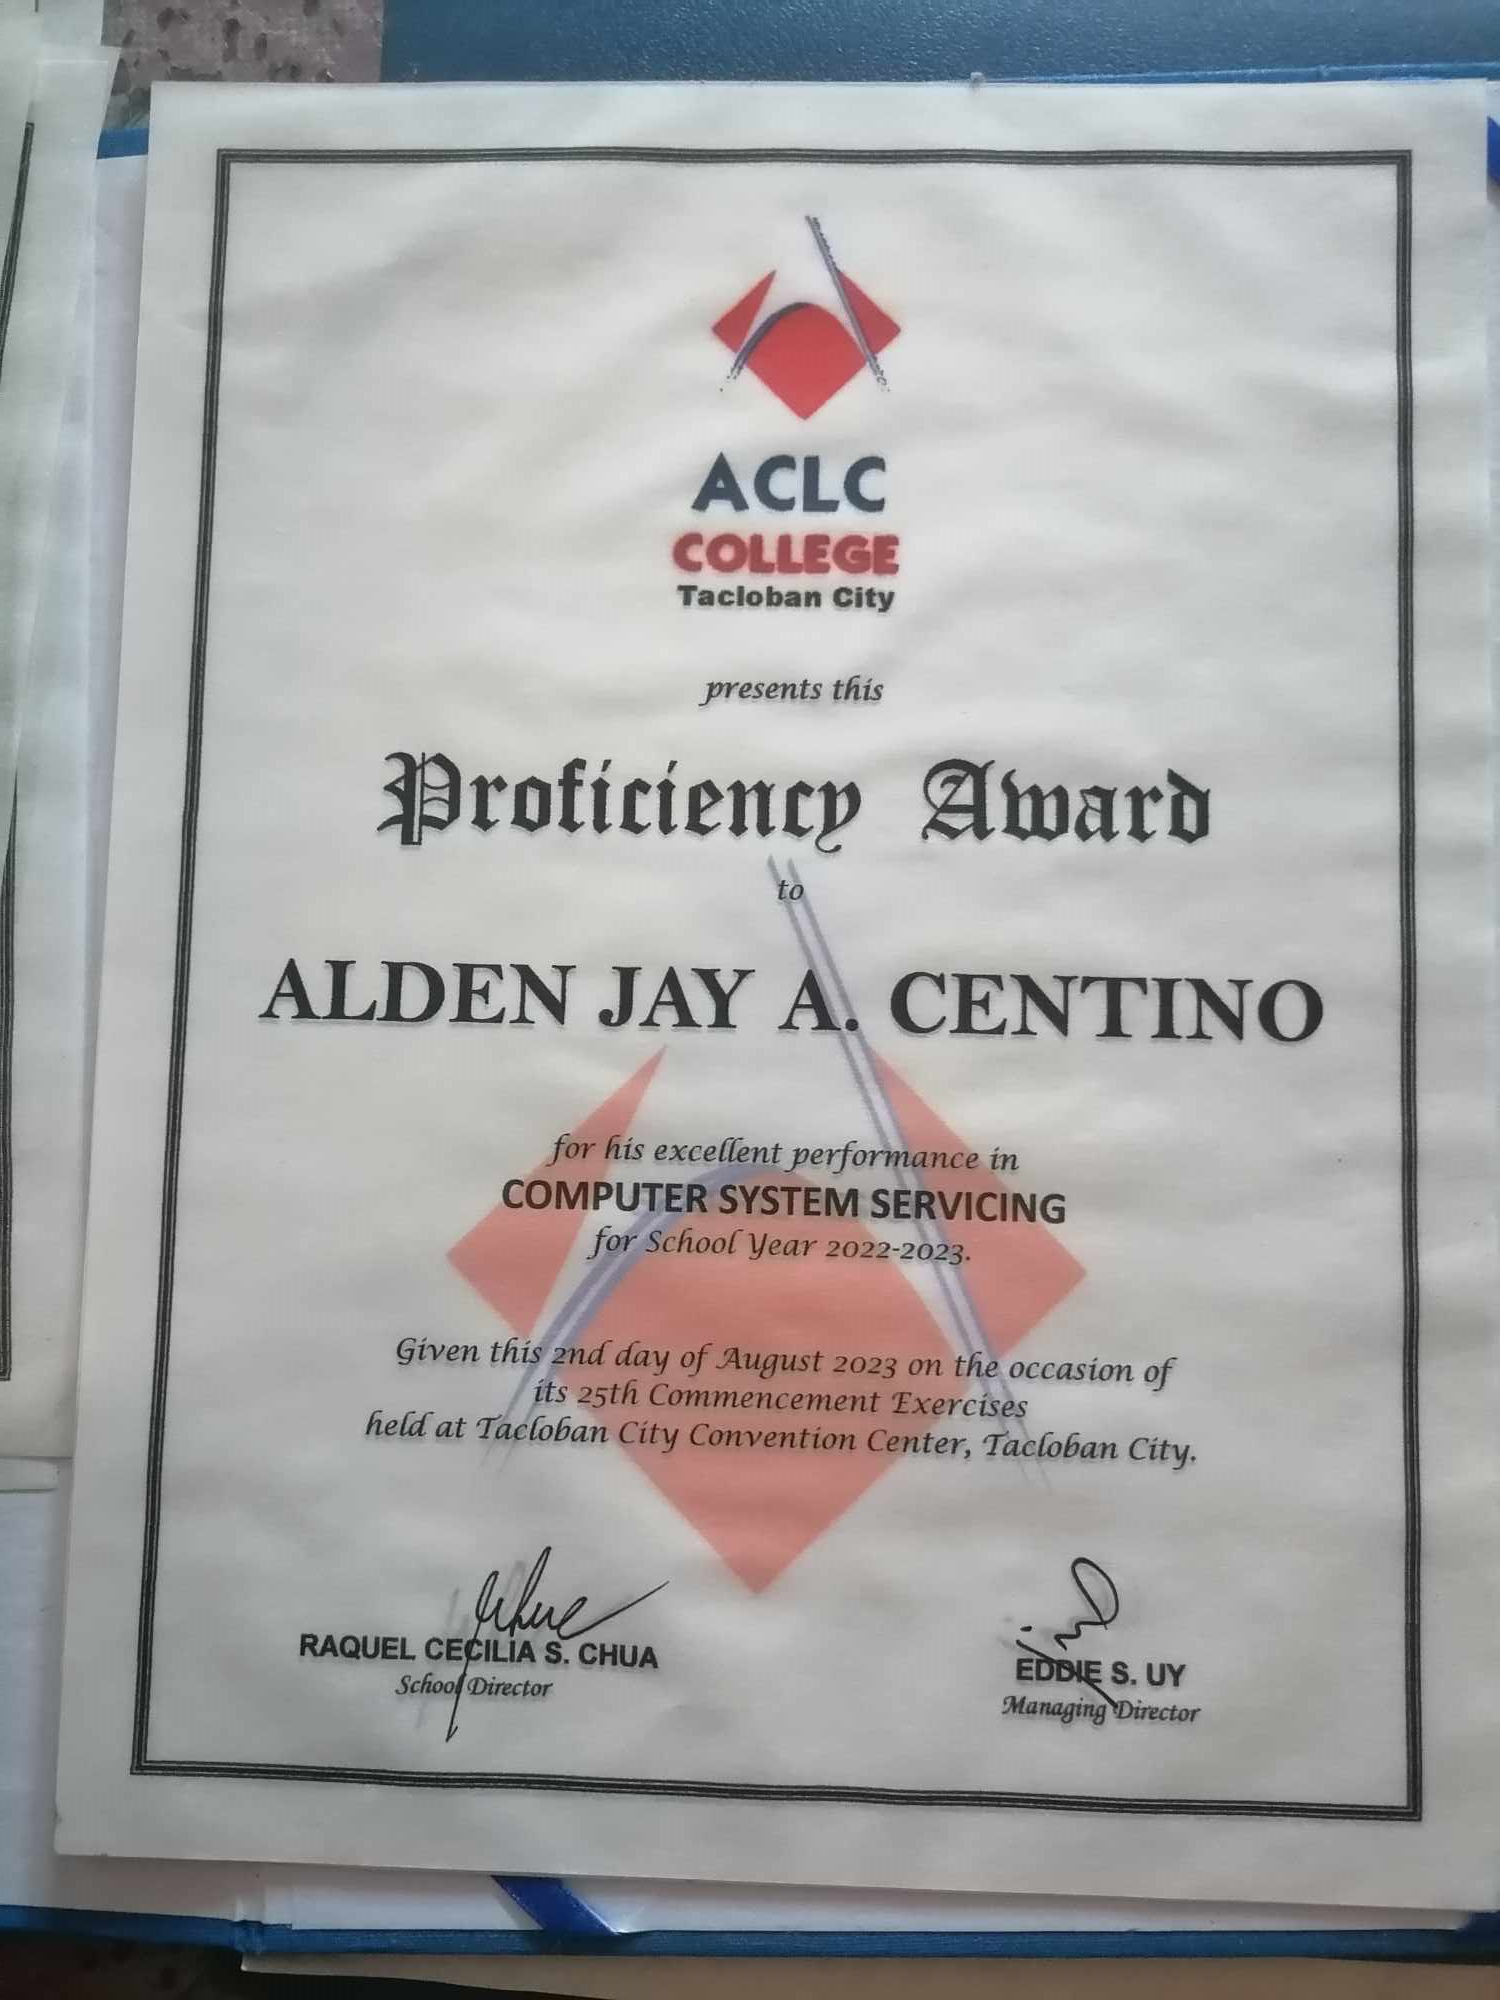 ACLC
COLLEGE
Tacloban City
presents this
Proficiency Award
to
ALDEN JAY A. CENTINO
for his excellent performance in
COMPUTER SYSTEM SERVICING
for School Year 2022-2023.
Given this 2nd day of August 2023 on the occasion of
its 25th Commencement Exercises
held at Tacloban City Convention Center, Tacloban City.
RAQUEL CECILIA S. CHUA
School Director
EDDIE S. UY
Managing Director